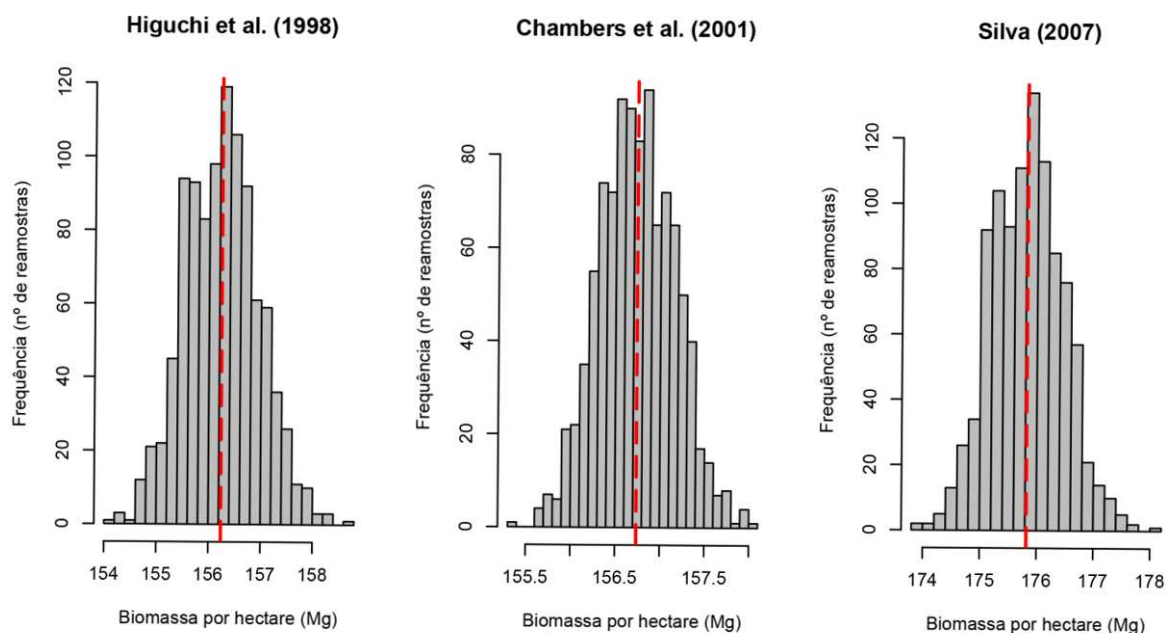 Higuchi et al. (1998)
Frequência (nº de reamostras)
0 20 40 60 80 100 120
154 155 156 157 158
Biomassa por hectare (Mg)
Chambers et al. (2001)
Frequência (nº de reamostras)
0 20 40 60 80
155.5 156.5 157.5
Biomassa por hectare (Mg)
Silva (2007)
Frequência (nº de reamostras)
0 20 40 60 80 100 120
174 175 176 177 178
Biomassa por hectare (Mg)